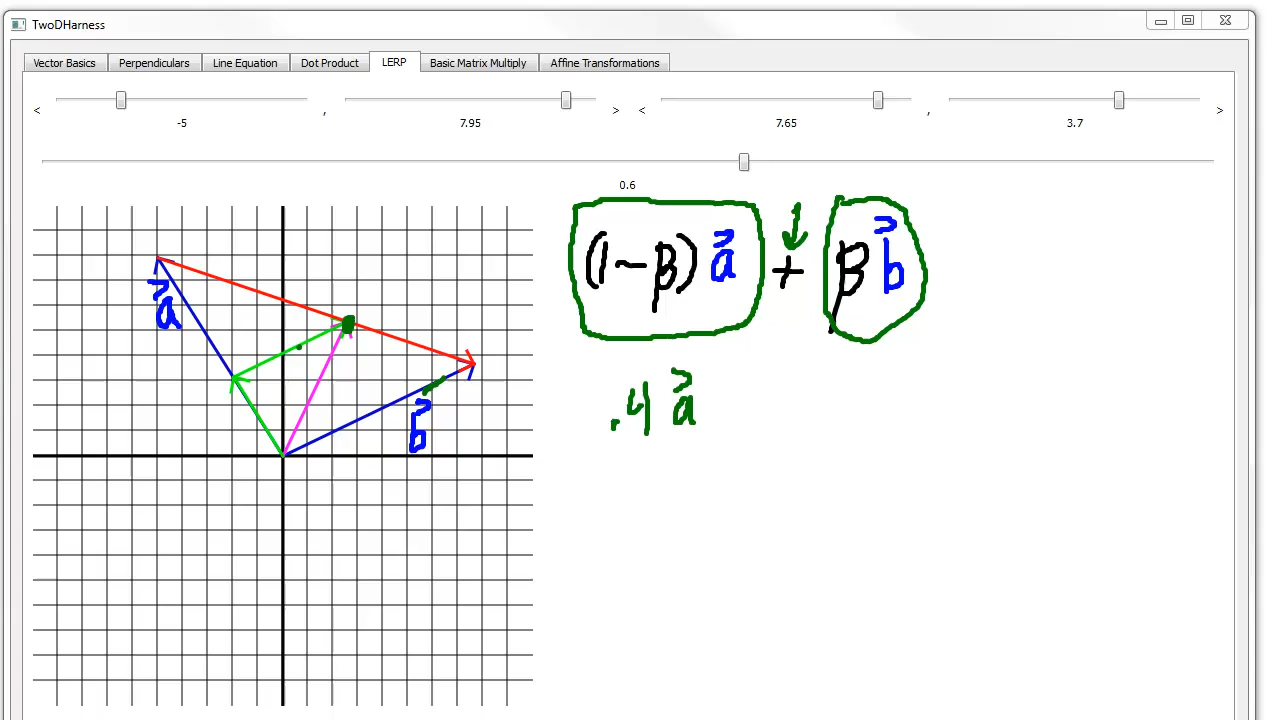 TwoDHarness
Vector Basics Perpendiculars Line Equation Dot Product LERP Basic Matrix Multiply Affine Transformations
< , > < , >
-5 7.95 7.65 3.7
0.6
(1-β)a⃗ + βb⃗
a⃗
b⃗
.4 a⃗